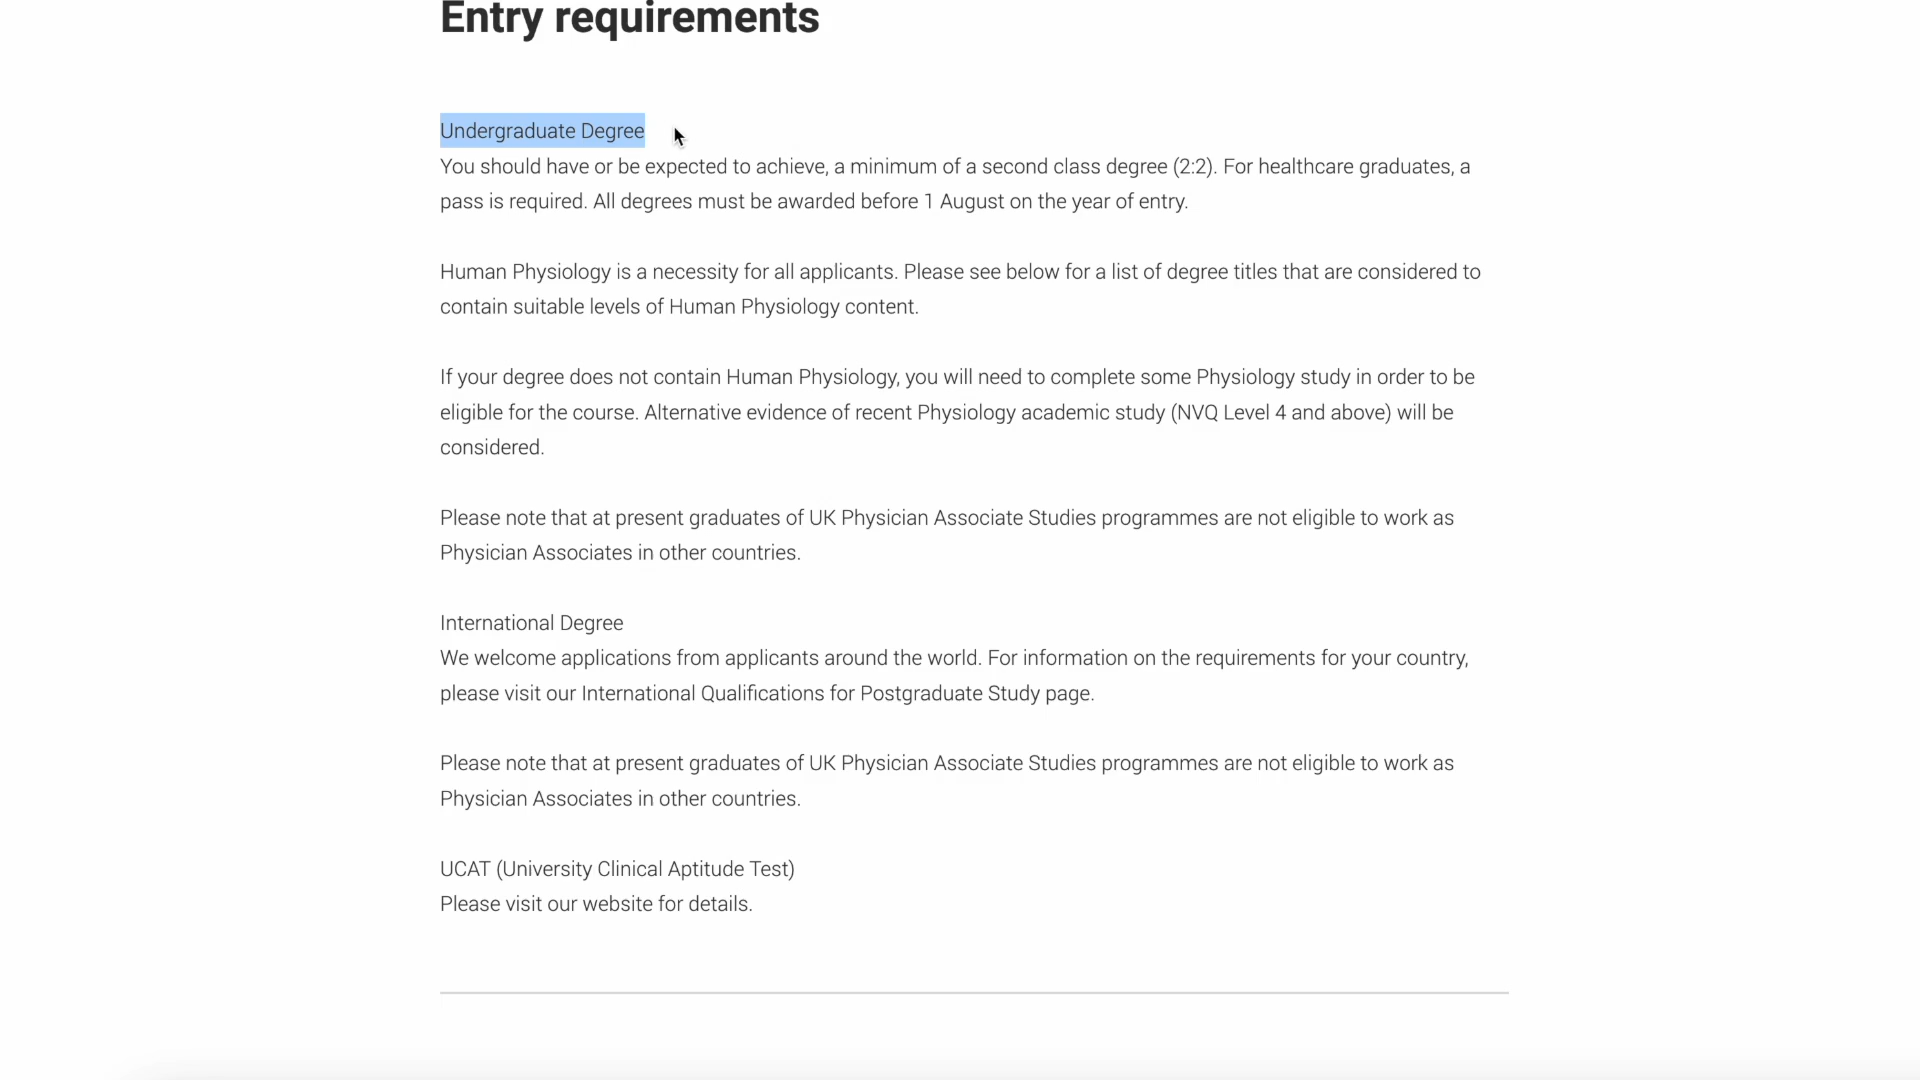 Entry requirements
Undergraduate Degree
You should have or be expected to achieve, a minimum of a second class degree (2:2). For healthcare graduates, a
pass is required. All degrees must be awarded before 1 August on the year of entry.
Human Physiology is a necessity for all applicants. Please see below for a list of degree titles that are considered to
contain suitable levels of Human Physiology content.
If your degree does not contain Human Physiology, you will need to complete some Physiology study in order to be
eligible for the course. Alternative evidence of recent Physiology academic study (NVQ Level 4 and above) will be
considered.
Please note that at present graduates of UK Physician Associate Studies programmes are not eligible to work as
Physician Associates in other countries.
International Degree
We welcome applications from applicants around the world. For information on the requirements for your country,
please visit our International Qualifications for Postgraduate Study page.
Please note that at present graduates of UK Physician Associate Studies programmes are not eligible to work as
Physician Associates in other countries.
UCAT (University Clinical Aptitude Test)
Please visit our website for details.